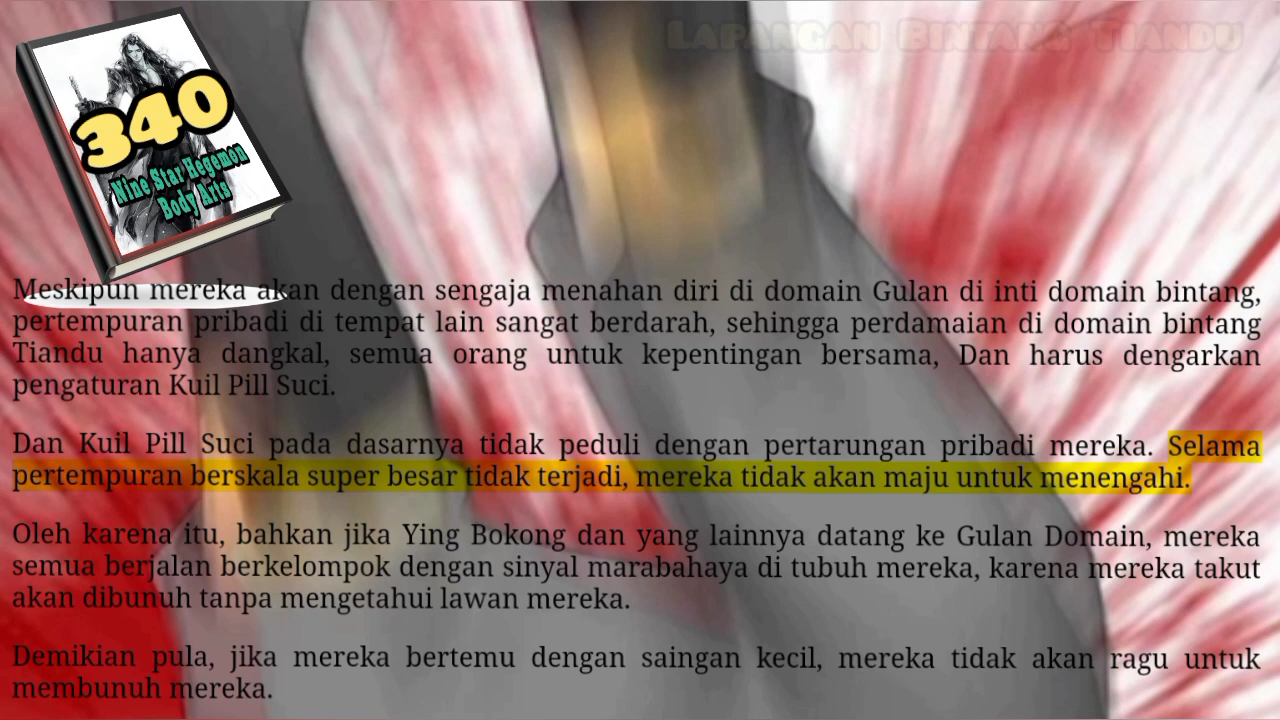 Lapangan Bintang Tiandu
340
Nine Star Hegemon
Body Arts
Meskipun mereka akan dengan sengaja menahan diri di domain Gulan di inti domain bintang,
pertempuran pribadi di tempat lain sangat berdarah, sehingga perdamaian di domain bintang
Tiandu hanya dangkal, semua orang untuk kepentingan bersama, Dan harus dengarkan
pengaturan Kuil Pill Suci.
Dan Kuil Pill Suci pada dasarnya tidak peduli dengan pertarungan pribadi mereka. Selama
pertempuran berskala super besar tidak terjadi, mereka tidak akan maju untuk menengahi.
Oleh karena itu, bahkan jika Ying Bokong dan yang lainnya datang ke Gulan Domain, mereka
semua berjalan berkelompok dengan sinyal marabahaya di tubuh mereka, karena mereka takut
akan dibunuh tanpa mengetahui lawan mereka.
Demikian pula, jika mereka bertemu dengan saingan kecil, mereka tidak akan ragu untuk
membunuh mereka.